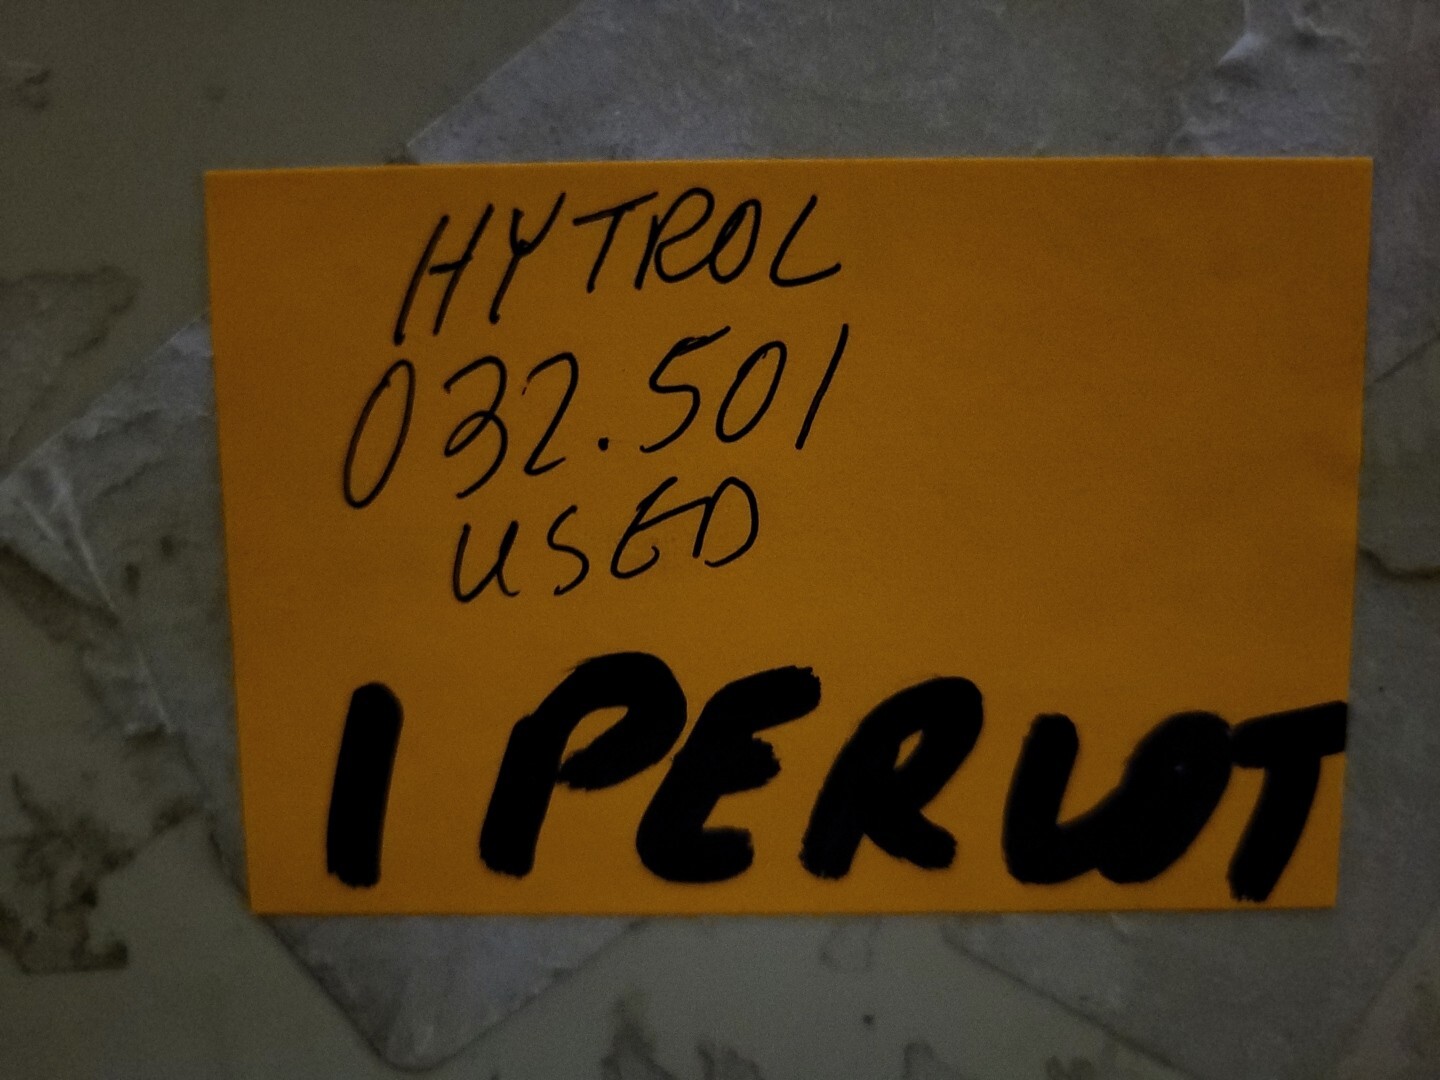 HYTROL
032.501
USED
1 PER LOT